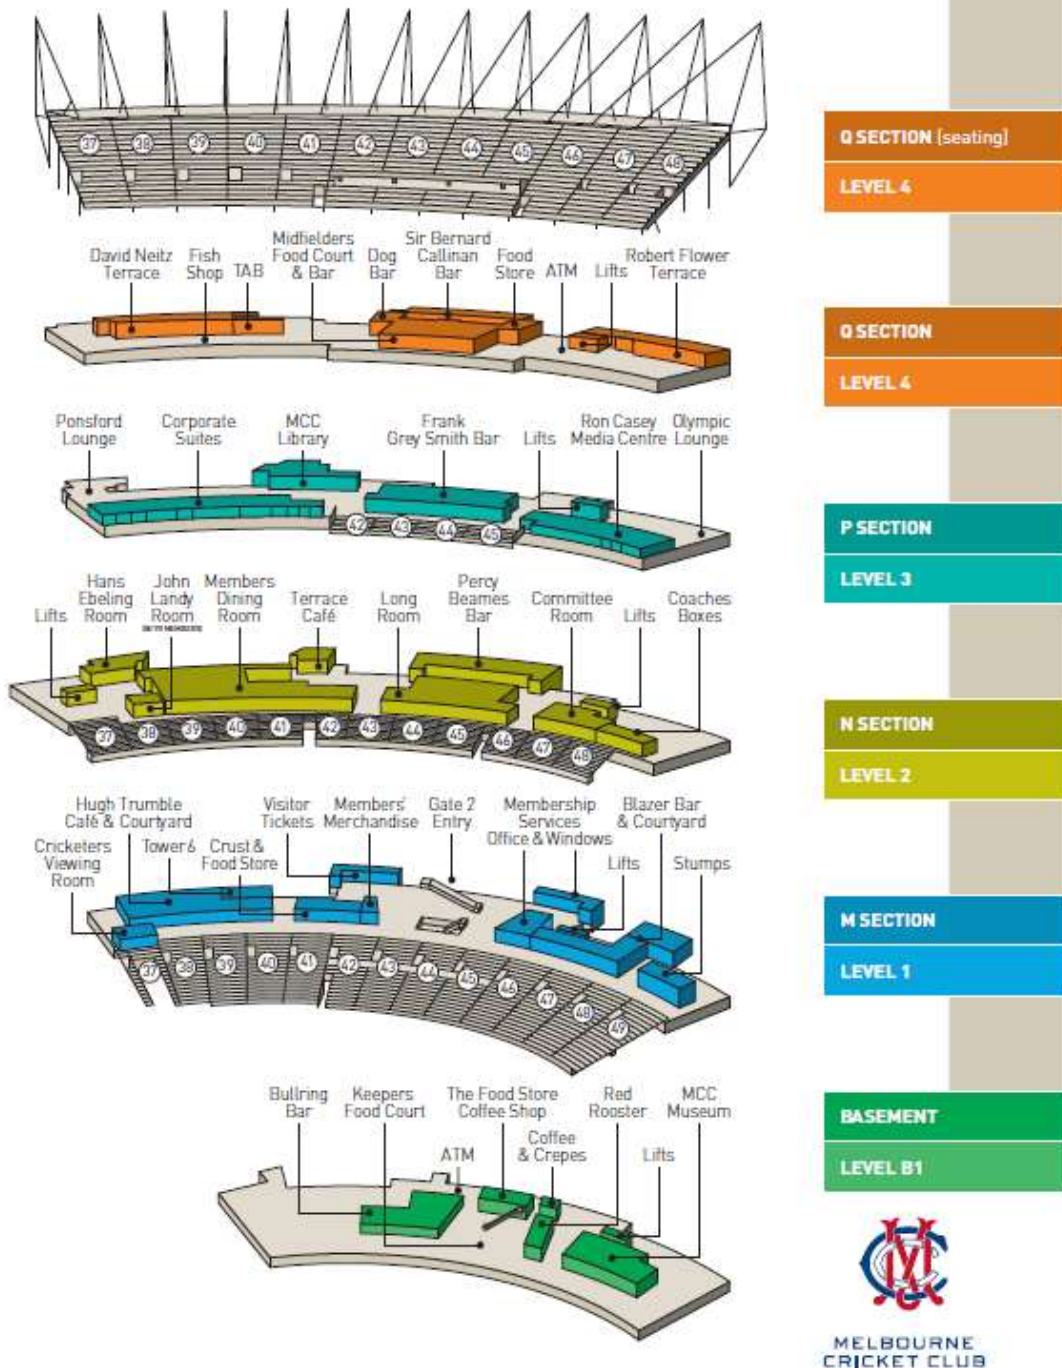 37 38 39 40 41 42 43 44 45 46 47 48
Q SECTION [seating]
LEVEL 4
David Neitz
Terrace
Fish
Shop
TAB
Midfielders
Food Court
& Bar
Dog
Bar
Sir Bernard
Callinan
Bar
Food
Store
ATM
Lifts
Robert Flower
Terrace
Q SECTION
LEVEL 4
Ponsford
Lounge
Corporate
Suites
MCC
Library
Frank
Grey Smith Bar
Lifts
Ron Casey
Media Centre
Olympic
Lounge
42 43 44 45
P SECTION
LEVEL 3
Lifts
Hans
Ebeling
Room
John
Landy
Room
Members
Dining
Room
Terrace
Café
Long
Room
Percy
Beames
Bar
Committee
Room
Lifts
Coaches
Boxes
37 38 39 40 41 42 43 44 45 46 47 48
N SECTION
LEVEL 2
Cricketers
Viewing
Room
Hugh Trumble
Café & Courtyard
Tower 6
Crust &
Food Store
Visitor
Tickets
Members'
Merchandise
Gate 2
Entry
Membership
Services
Office & Windows
Lifts
Blazer Bar
& Courtyard
Stumps
37 38 39 40 41 42 43 44 45 46 47 48 49
M SECTION
LEVEL 1
Bullring
Bar
Keepers
Food Court
ATM
The Food Store
Coffee Shop
Coffee
& Crepes
Red
Rooster
Lifts
MCC
Museum
BASEMENT
LEVEL B1
MCC
MELBOURNE
CRICKET CLUB